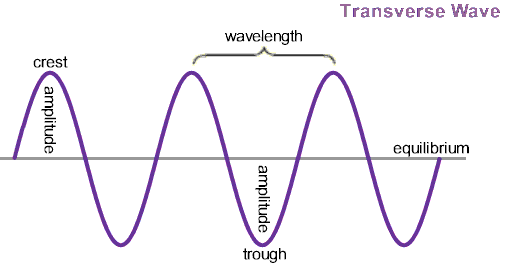 Transverse Wave
wavelength
crest
amplitude
equilibrium
amplitude
trough